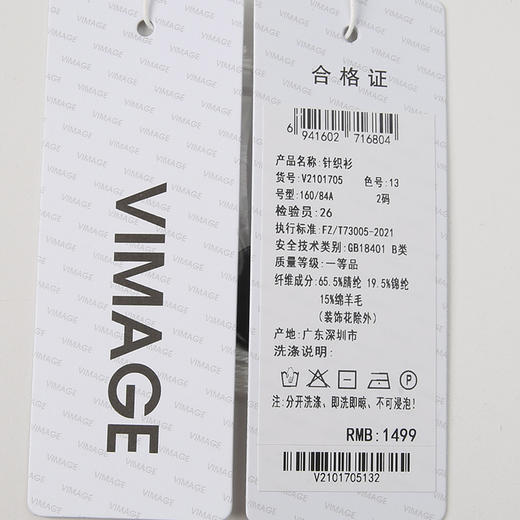 VIMAGE
合格证
6 941602 716804
产品名称:针织衫
货号:V2101705 色号:13
号型:160/84A 2码
检验员:26
执行标准:FZ/T73005-2021
安全技术类别:GB18401 B类
质量等级:一等品
纤维成分:65.5%腈纶 19.5%锦纶
15%绵羊毛
(装饰花除外)
产地:广东深圳市
洗涤说明:
P
注:分开洗涤、即洗即晾、不可浸泡!
RMB:1499
V2101705132